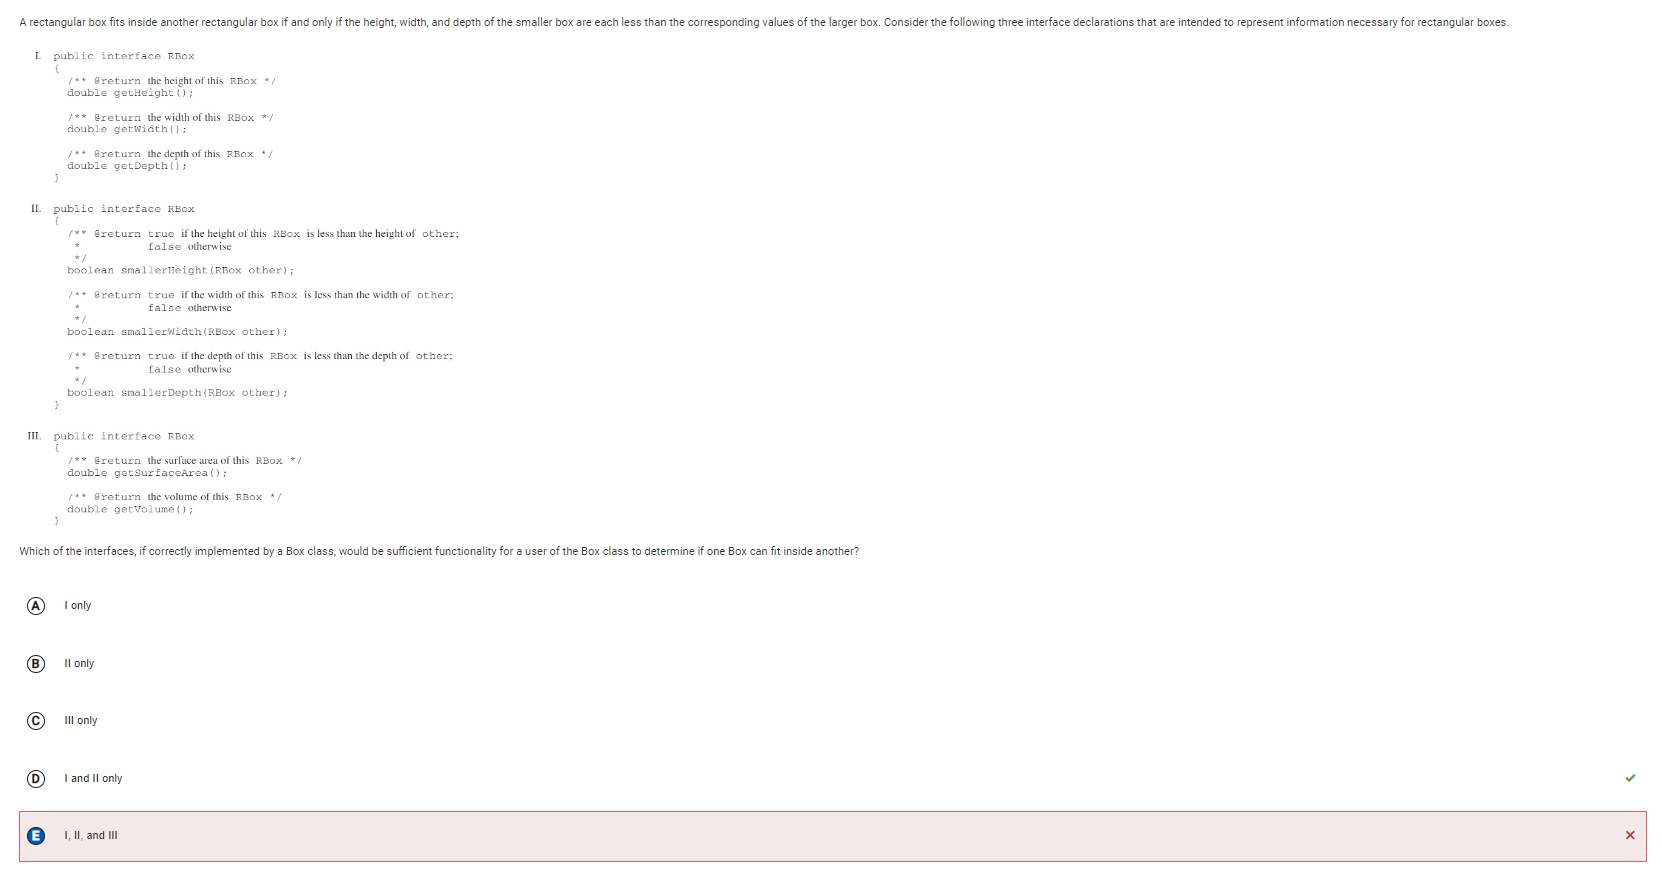 A rectangular box fits inside another rectangular box if and only if the height, width, and depth of the smaller box are each less than the corresponding values of the larger box. Consider the following three interface declarations that are intended to represent information necessary for rectangular boxes.
I. public interface RBox
{
/** @return the height of this RBox */
double getHeight();
/** @return the width of this RBox */
double getWidth();
/** @return the depth of this RBox */
double getDepth();
}
II. public interface RBox
{
/** @return true if the height of this RBox is less than the height of other;
* false otherwise
*/
boolean smallerHeight(RBox other);
/** @return true if the width of this RBox is less than the width of other;
* false otherwise
*/
boolean smallerWidth(RBox other);
/** @return true if the depth of this RBox is less than the depth of other;
* false otherwise
*/
boolean smallerDepth(RBox other);
}
III. public interface RBox
{
/** @return the surface area of this RBox */
double getSurfaceArea();
/** @return the volume of this RBox */
double getVolume();
}
Which of the interfaces, if correctly implemented by a Box class, would be sufficient functionality for a user of the Box class to determine if one Box can fit inside another?
A I only
B II only
C III only
D I and II only
E I, II, and III